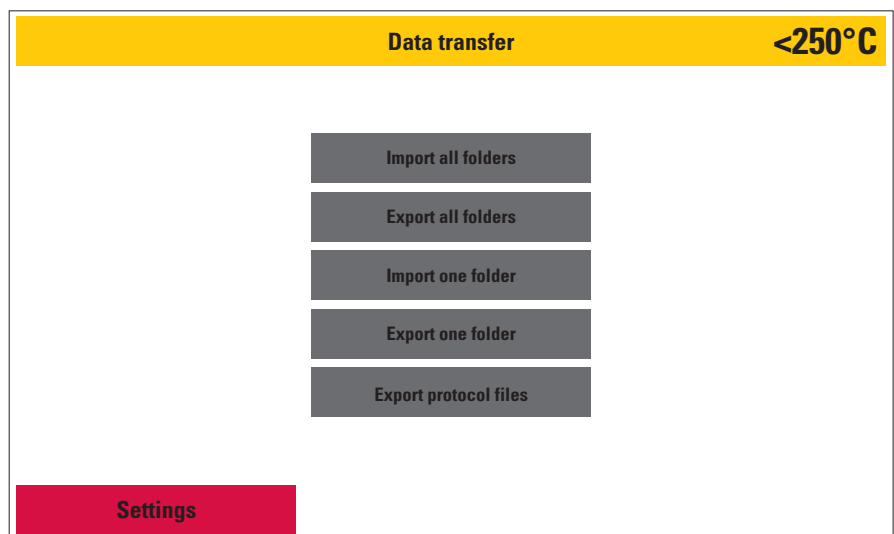 Data transfer
<250°C
Import all folders
Export all folders
Import one folder
Export one folder
Export protocol files
Settings